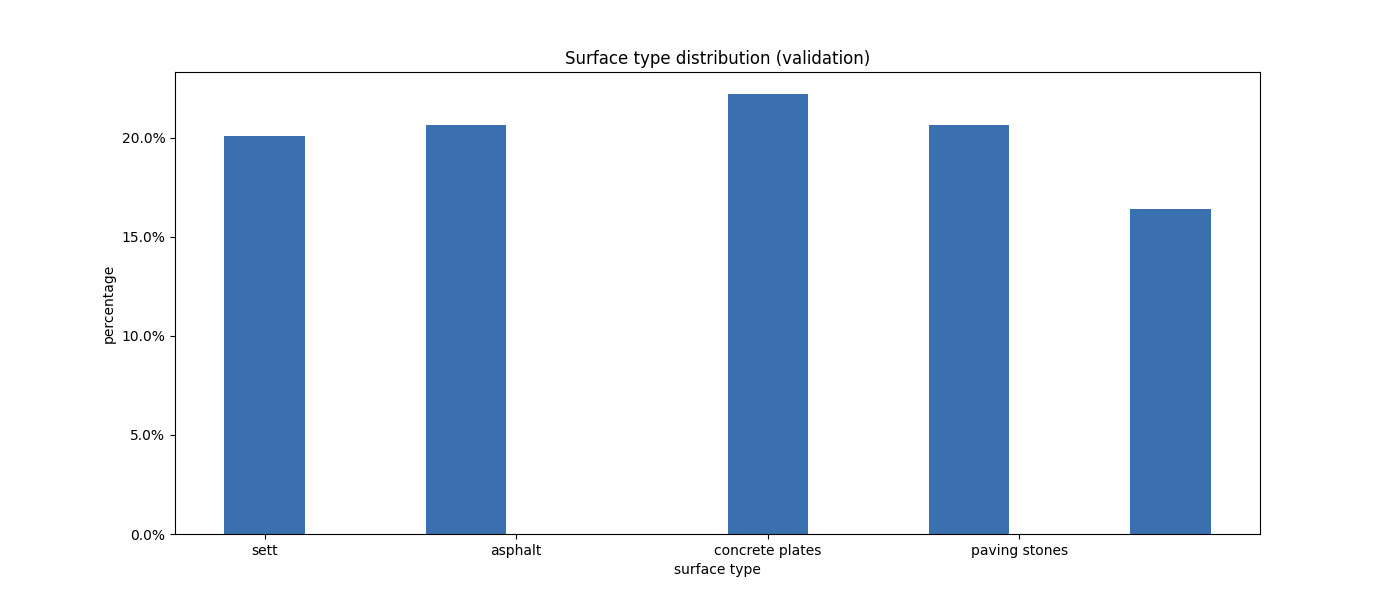 Surface type distribution (validation)
20.0%
15.0%
10.0%
5.0%
0.0%
percentage
sett asphalt concrete plates paving stones
surface type